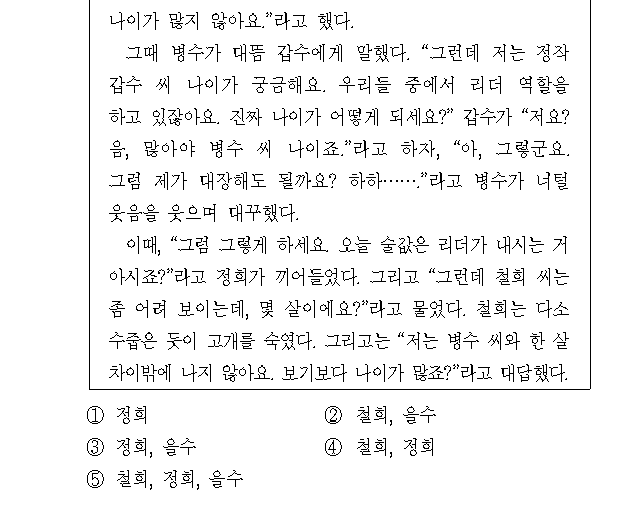 나이가 많지 않아요.”라고 했다.
그때 병수가 대뜸 갑수에게 말했다. “그런데 저는 정작
갑수 씨 나이가 궁금해요. 우리들 중에서 리더 역할을
하고 있잖아요. 진짜 나이가 어떻게 되세요?” 갑수가 “저요?
음, 많아야 병수 씨 나이죠.”라고 하자, “아, 그렇군요.
그럼 제가 대장해도 될까요? 하하…….”라고 병수가 너털
웃음을 웃으며 대꾸했다.
이때, “그럼 그렇게 하세요. 오늘 술값은 리더가 내시는 거
아시죠?”라고 정희가 끼어들었다. 그리고 “그런데 철희 씨는
좀 어려 보이는데, 몇 살이에요?”라고 물었다. 철희는 다소
수줍은 듯이 고개를 숙였다. 그리고는 “저는 병수 씨와 한 살
차이밖에 나지 않아요. 보기보다 나이가 많죠?”라고 대답했다.
① 정희 ② 철희, 을수
③ 정희, 을수 ④ 철희, 정희
⑤ 철희, 정희, 을수